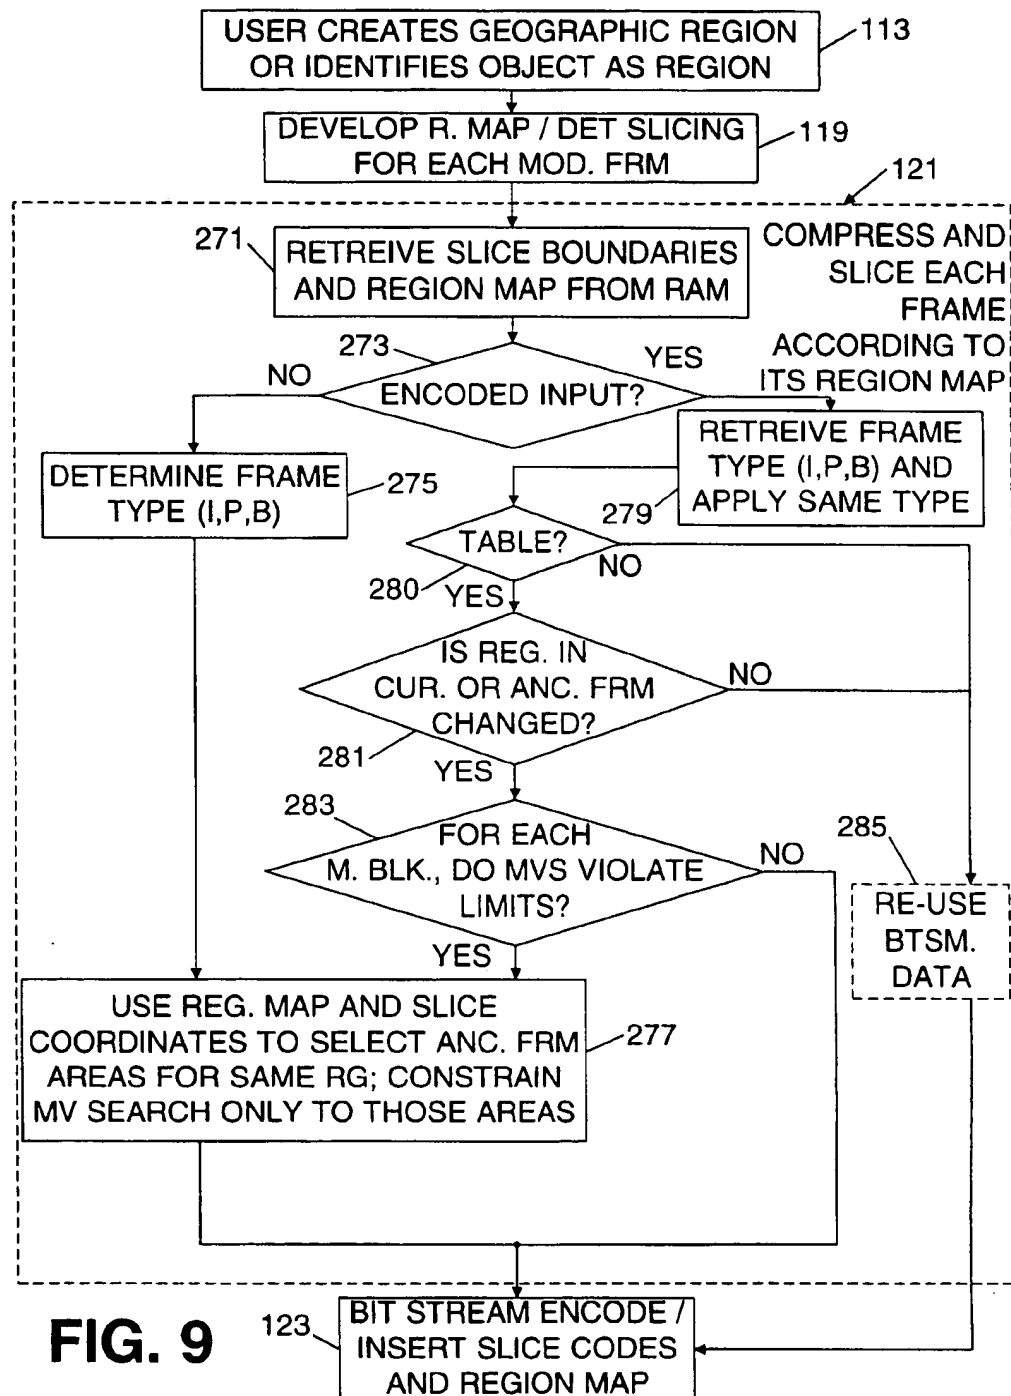 USER CREATES GEOGRAPHIC REGION
OR IDENTIFIES OBJECT AS REGION
113
DEVELOP R. MAP / DET SLICING
FOR EACH MOD. FRM
119
121
271
RETREIVE SLICE BOUNDARIES
AND REGION MAP FROM RAM
COMPRESS AND
SLICE EACH
FRAME
ACCORDING TO
ITS REGION MAP
273
NO
YES
ENCODED INPUT?
DETERMINE FRAME
TYPE (I,P,B)
275
RETREIVE FRAME
TYPE (I,P,B) AND
APPLY SAME TYPE
279
TABLE?
NO
280
YES
IS REG. IN
CUR. OR ANC. FRM
CHANGED?
NO
281
YES
283
FOR EACH
M. BLK., DO MVS VIOLATE
LIMITS?
NO
YES
285
RE-USE
BTSM.
DATA
USE REG. MAP AND SLICE
COORDINATES TO SELECT ANC. FRM
AREAS FOR SAME RG; CONSTRAIN
MV SEARCH ONLY TO THOSE AREAS
277
FIG. 9
123
BIT STREAM ENCODE /
INSERT SLICE CODES
AND REGION MAP